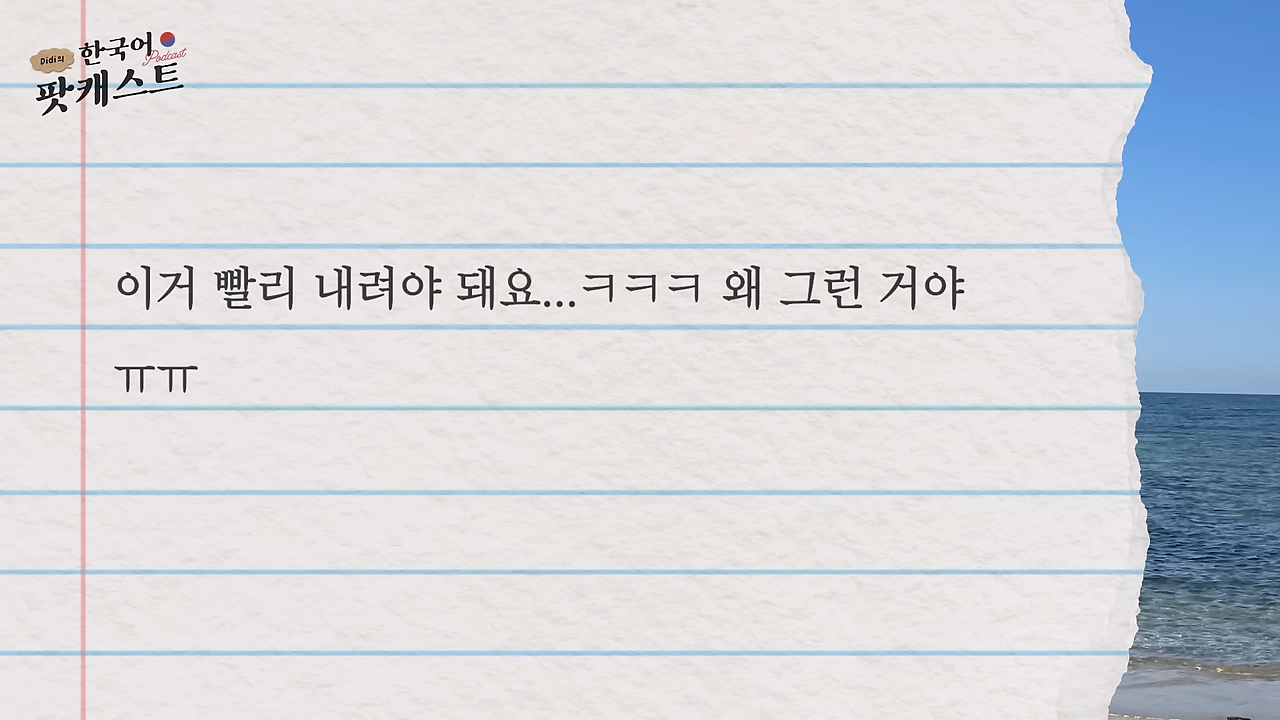 Didi의
한국어
Podcast
팟캐스트
이거 빨리 내려야 돼요...ㅋㅋㅋ 왜 그런 거야
ㅠㅠ